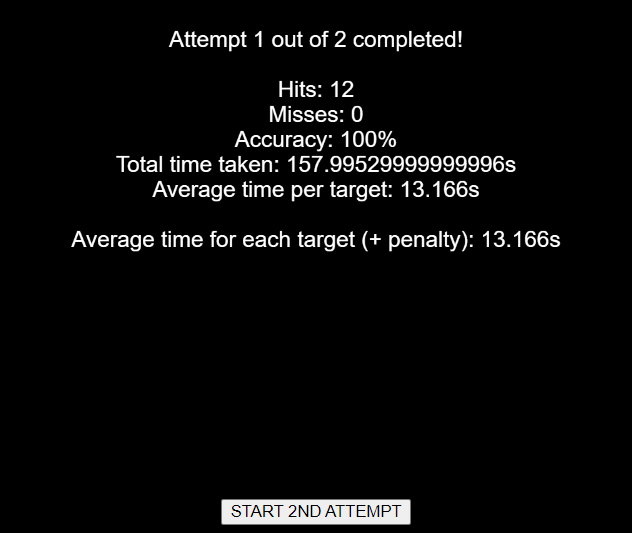 Attempt 1 out of 2 completed!
Hits: 12
Misses: 0
Accuracy: 100%
Total time taken: 157.99529999999996s
Average time per target: 13.166s
Average time for each target (+ penalty): 13.166s
START 2ND ATTEMPT